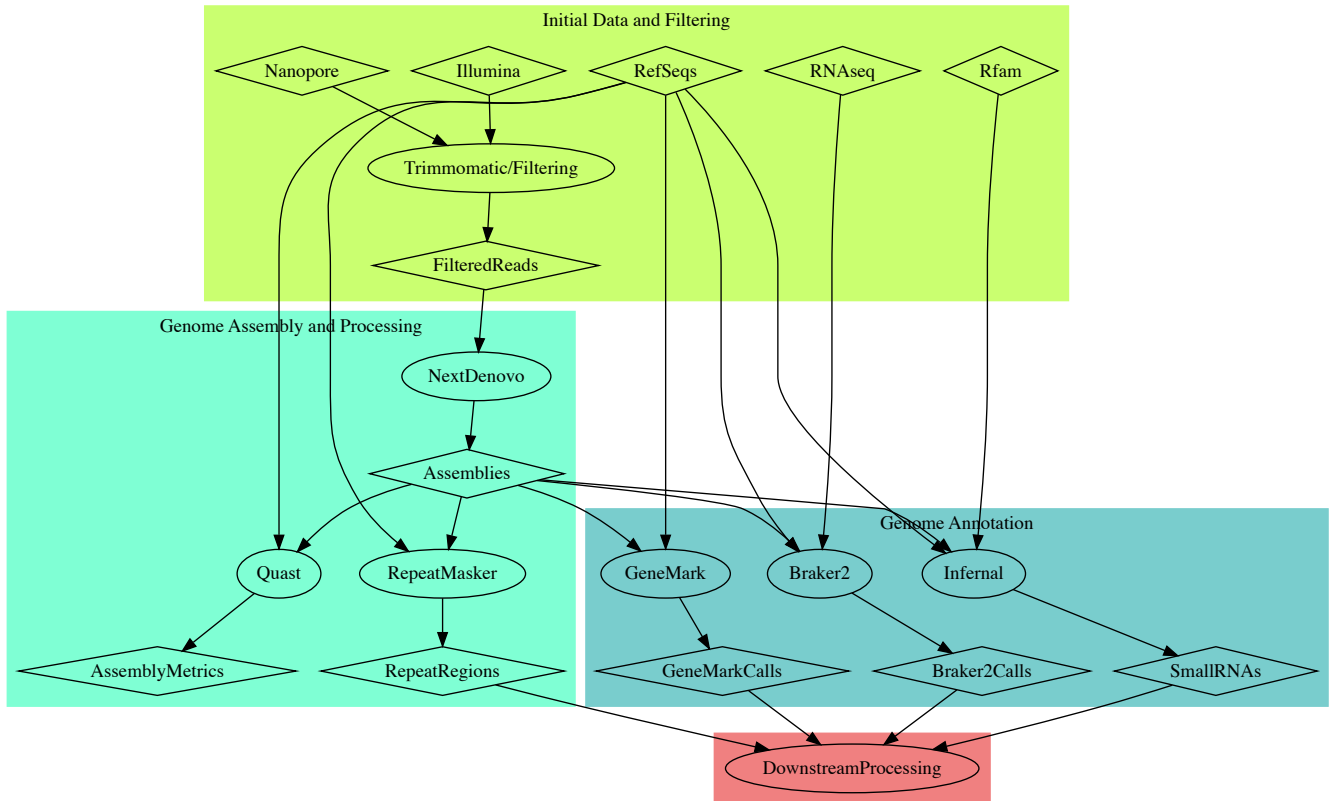 Initial Data and Filtering
Nanopore
Illumina
RefSeqs
RNAseq
Rfam
Trimmomatic/Filtering
FilteredReads
Genome Assembly and Processing
NextDenovo
Assemblies
Genome Annotation
Quast
RepeatMasker
GeneMark
Braker2
Infernal
AssemblyMetrics
RepeatRegions
GeneMarkCalls
Braker2Calls
SmallRNAs
DownstreamProcessing